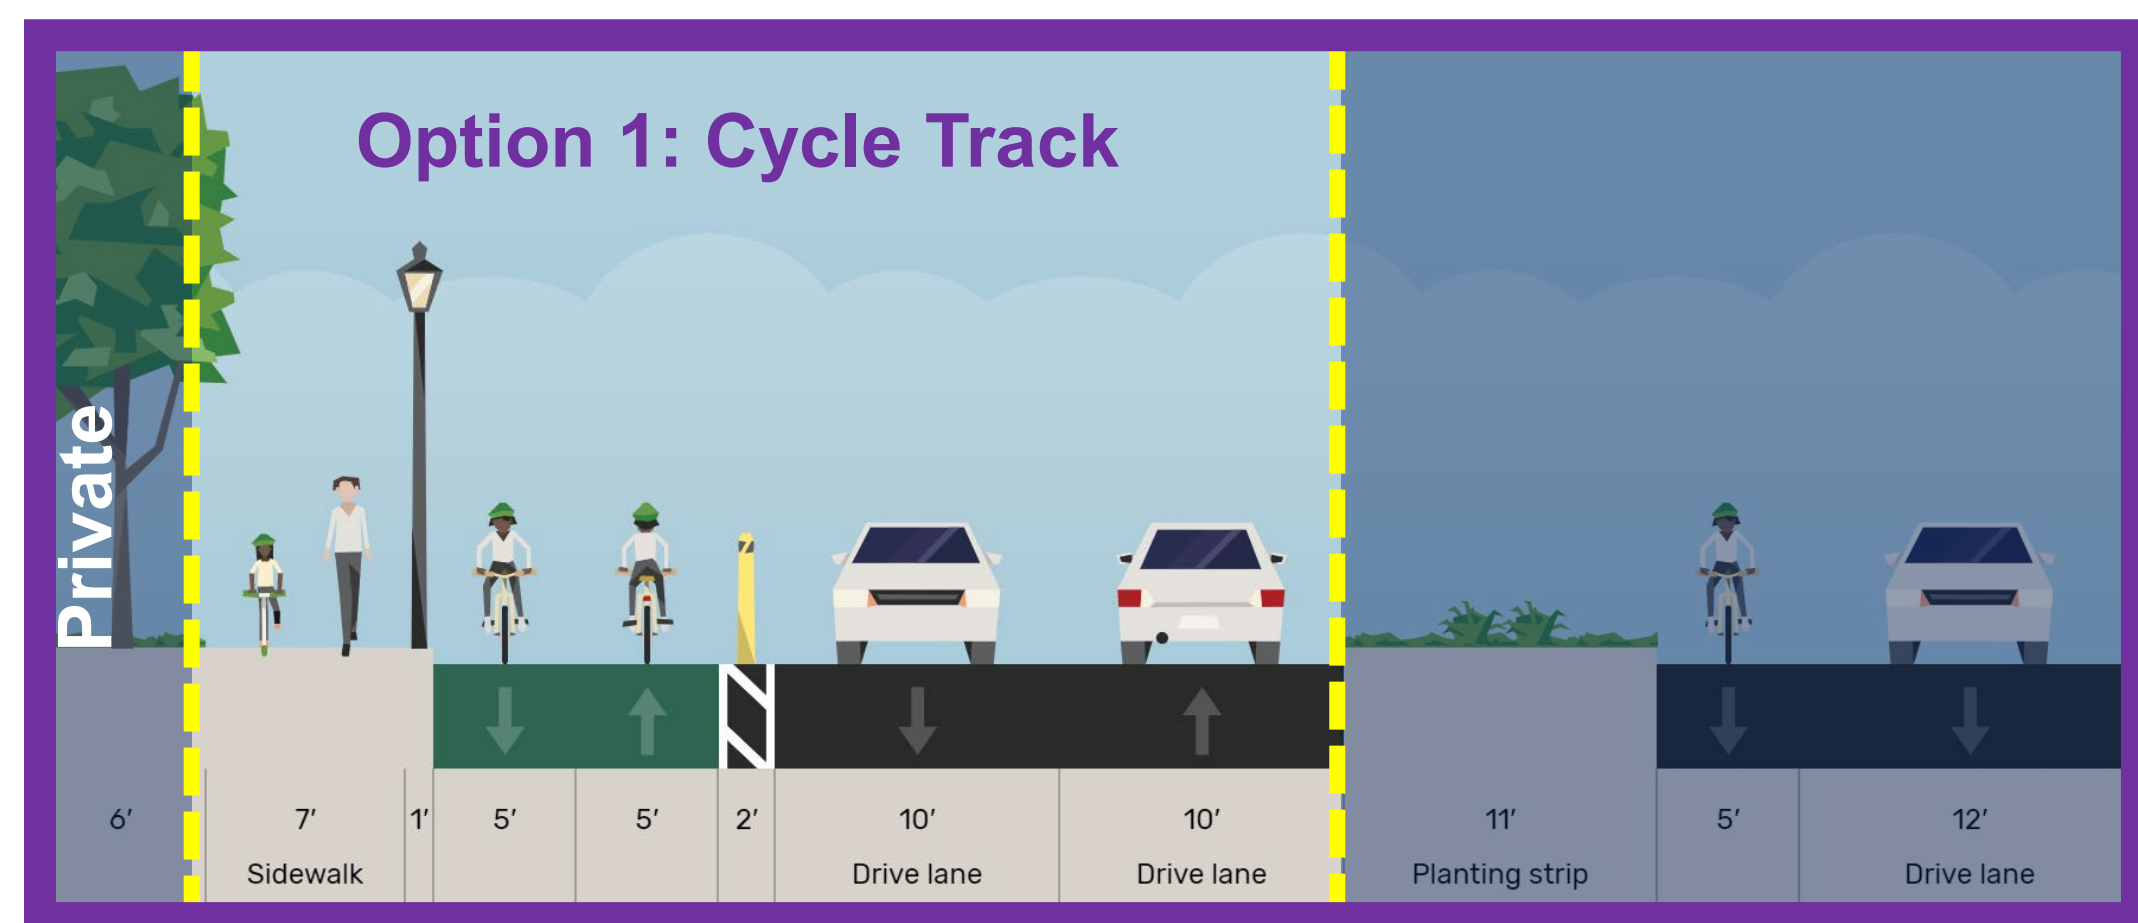 Option 1: Cycle Track
Private
6′ 7′ 1′ 5′ 5′ 2′ 10′ 10′ 11′ 5′ 12′
Sidewalk Drive lane Drive lane Planting strip Drive lane